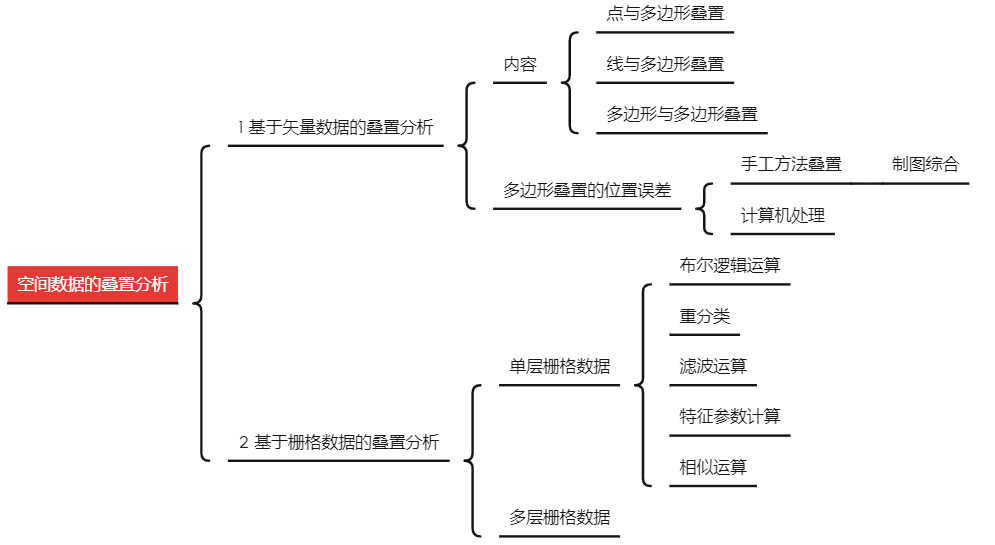 空间数据的叠置分析
1 基于矢量数据的叠置分析
内容
点与多边形叠置
线与多边形叠置
多边形与多边形叠置
多边形叠置的位置误差
手工方法叠置
制图综合
计算机处理
2 基于栅格数据的叠置分析
单层栅格数据
布尔逻辑运算
重分类
滤波运算
特征参数计算
相似运算
多层栅格数据